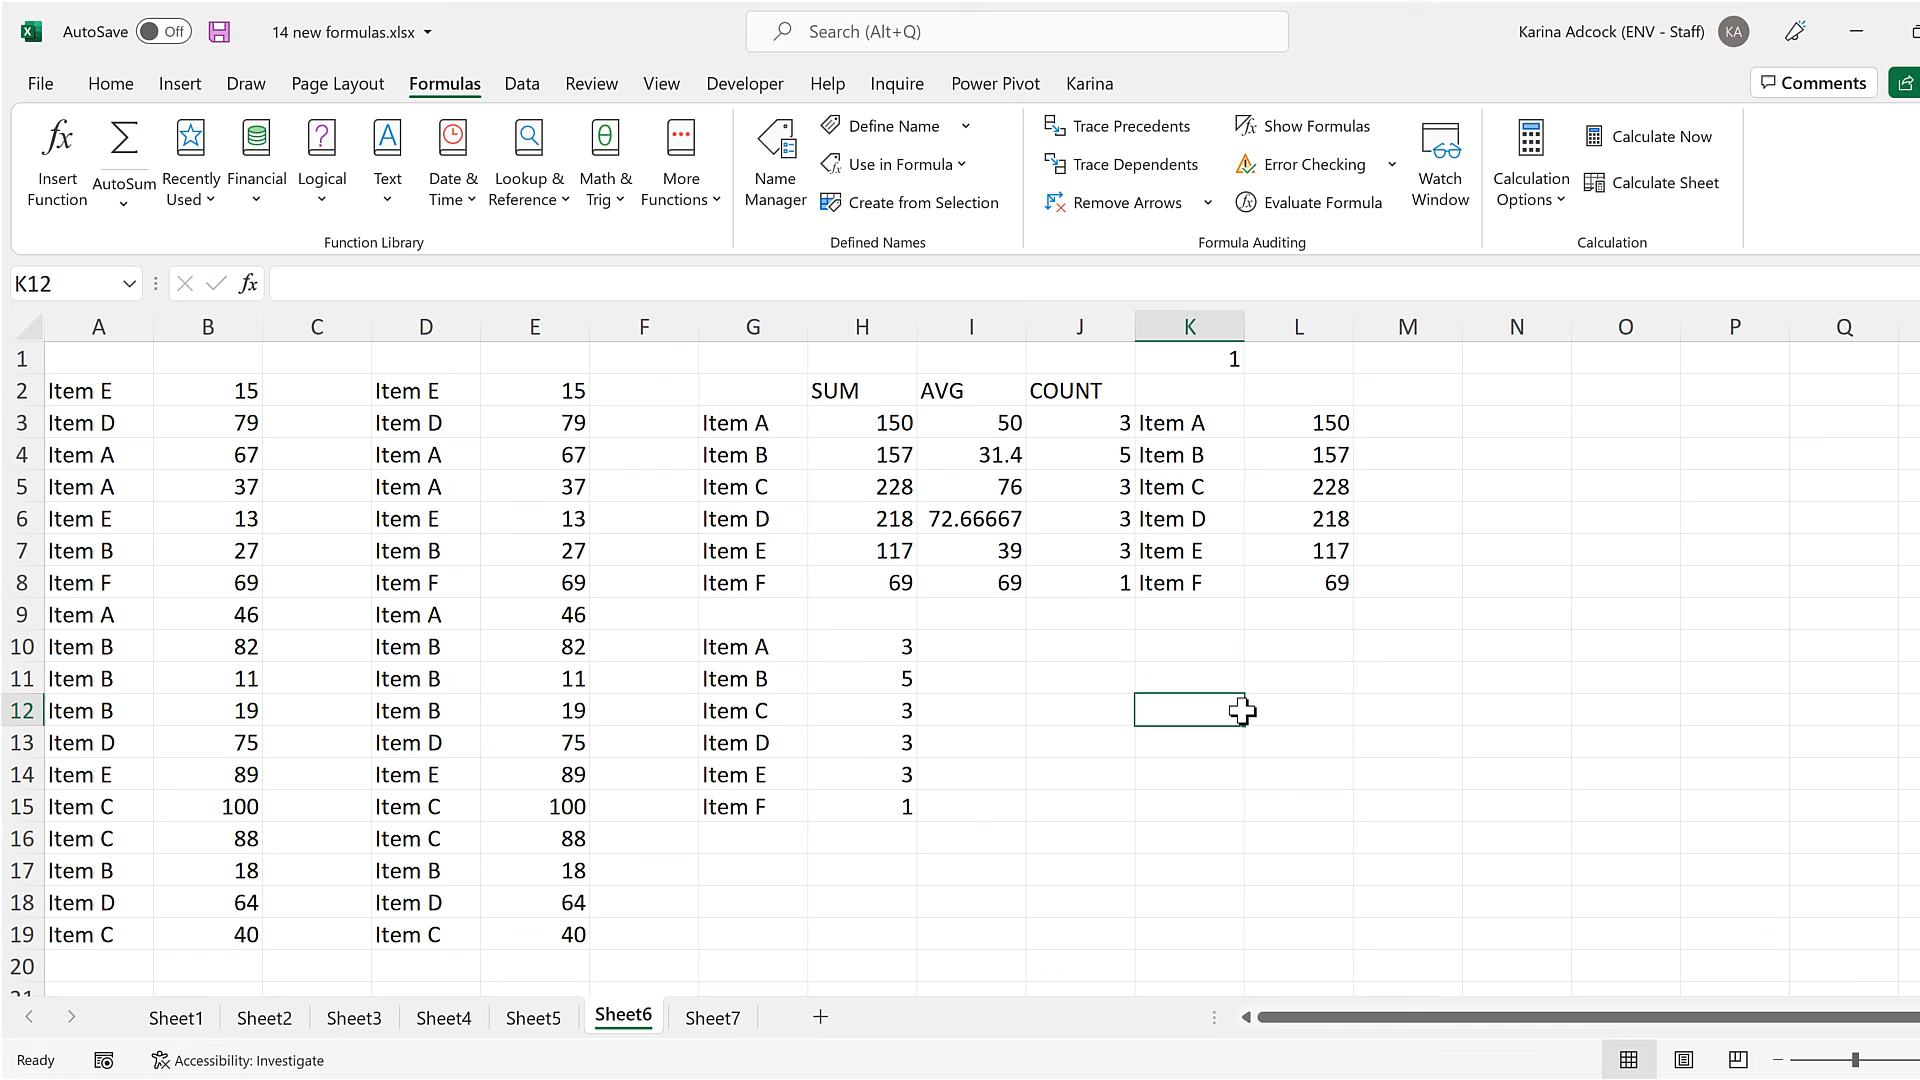 AutoSave Off 14 new formulas.xlsx Search (Alt+Q) Karina Adcock (ENV - Staff) KA
File Home Insert Draw Page Layout Formulas Data Review View Developer Help Inquire Power Pivot Karina Comments
Insert Function
AutoSum
Recently Used
Financial
Logical
Text
Date & Time
Lookup & Reference
Math & Trig
More Functions
Function Library
Name Manager
Define Name
Use in Formula
Create from Selection
Defined Names
Trace Precedents
Trace Dependents
Remove Arrows
Show Formulas
Error Checking
Evaluate Formula
Formula Auditing
Watch Window
Calculation Options
Calculate Now
Calculate Sheet
Calculation
K12 fx
A B C D E F G H I J K L M N O P Q
1 1
2 Item E 15 Item E 15 SUM AVG COUNT
3 Item D 79 Item D 79 Item A 150 50 3 Item A 150
4 Item A 67 Item A 67 Item B 157 31.4 5 Item B 157
5 Item A 37 Item A 37 Item C 228 76 3 Item C 228
6 Item E 13 Item E 13 Item D 218 72.66667 3 Item D 218
7 Item B 27 Item B 27 Item E 117 39 3 Item E 117
8 Item F 69 Item F 69 Item F 69 69 1 Item F 69
9 Item A 46 Item A 46
10 Item B 82 Item B 82 Item A 3
11 Item B 11 Item B 11 Item B 5
12 Item B 19 Item B 19 Item C 3
13 Item D 75 Item D 75 Item D 3
14 Item E 89 Item E 89 Item E 3
15 Item C 100 Item C 100 Item F 1
16 Item C 88 Item C 88
17 Item B 18 Item B 18
18 Item D 64 Item D 64
19 Item C 40 Item C 40
20
Sheet1 Sheet2 Sheet3 Sheet4 Sheet5 Sheet6 Sheet7
Ready Accessibility: Investigate